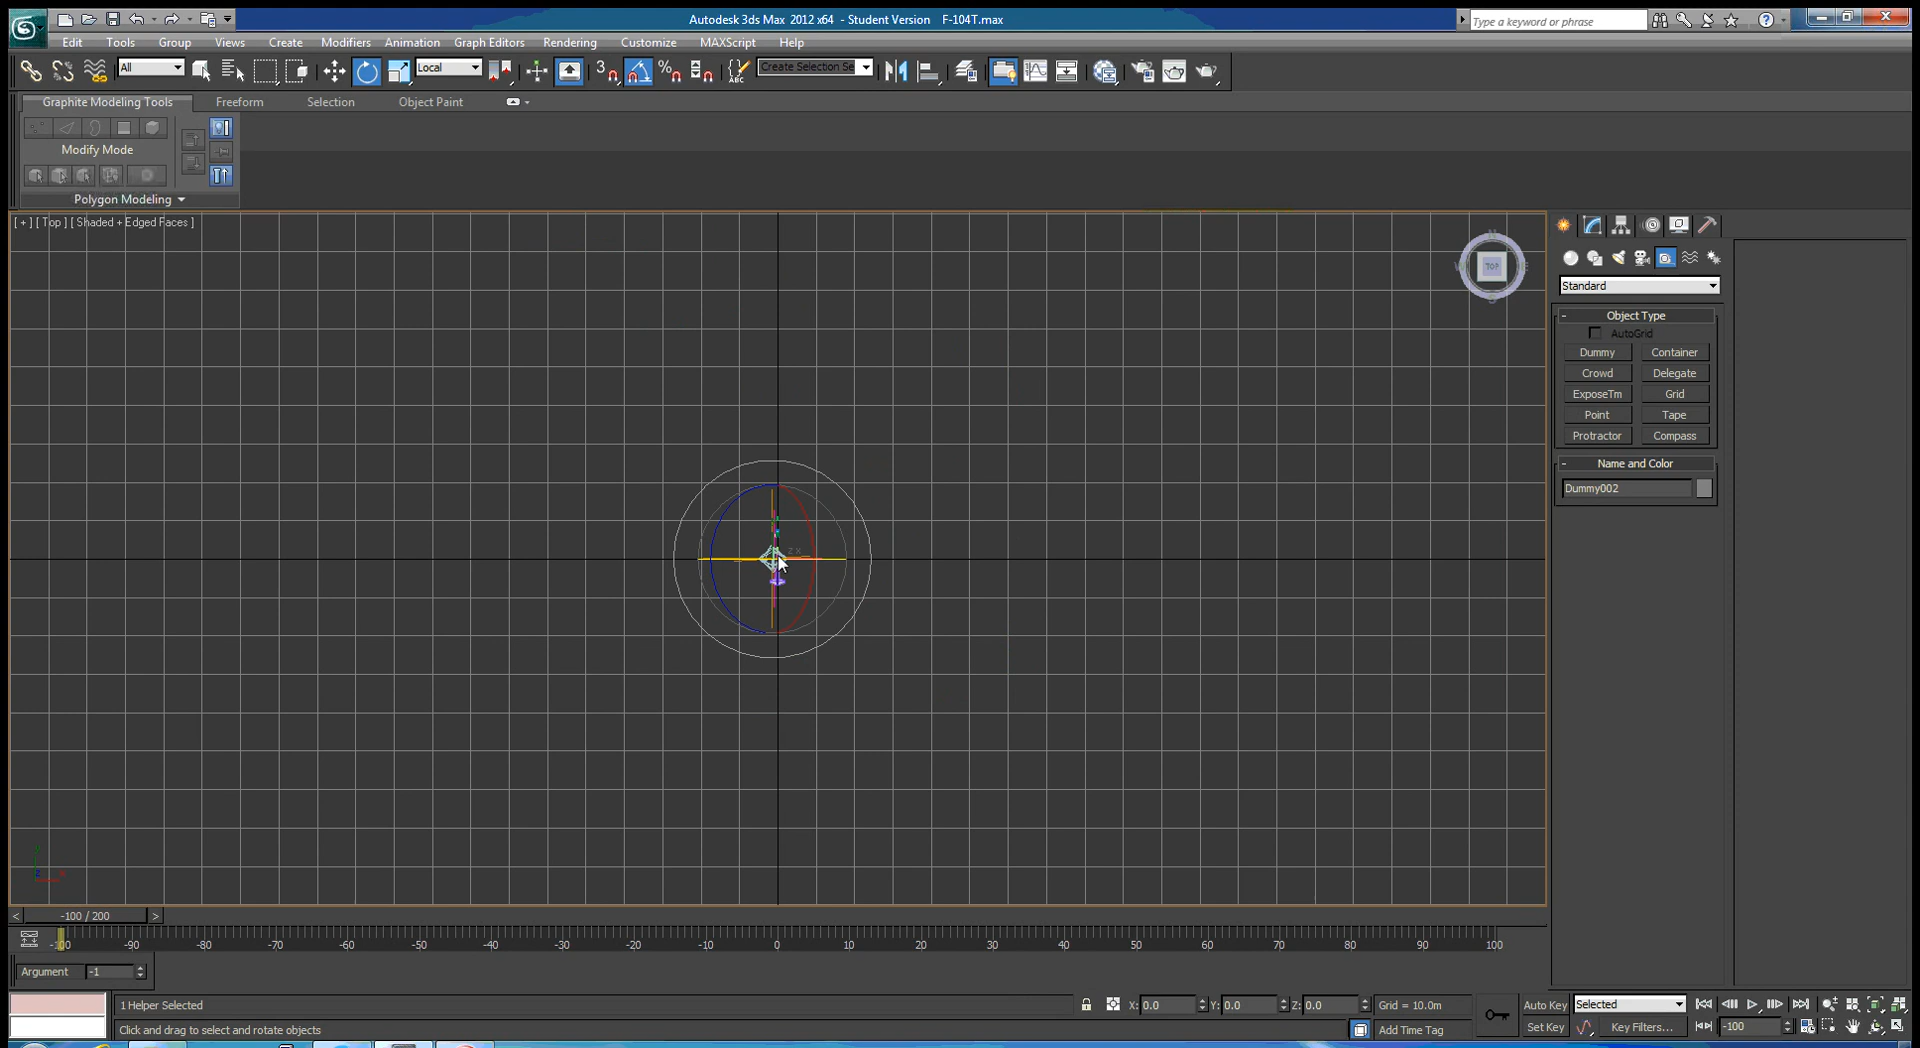 Autodesk 3ds Max 2012 x64 - Student Version F-104T.max
Type a keyword or phrase
Edit Tools Group Views Create Modifiers Animation Graph Editors Rendering Customize MAXScript Help
All Local Create Selection Se
Graphite Modeling Tools Freeform Selection Object Paint
Modify Mode
Polygon Modeling
[ + ] [ Top ] [ Shaded + Edged Faces ]
TOP
Standard
Object Type
AutoGrid
Dummy Container
Crowd Delegate
ExposeTm Grid
Point Tape
Protractor Compass
Name and Color
Dummy002
z x
-100 / 200
-100 -90 -80 -70 -60 -50 -40 -30 -20 -10 0 10 20 30 40 50 60 70 80 90 100
Argument -1
1 Helper Selected X: 0.0 Y: 0.0 Z: 0.0 Grid = 10.0m Auto Key Selected
Click and drag to select and rotate objects Add Time Tag Set Key Key Filters... -100